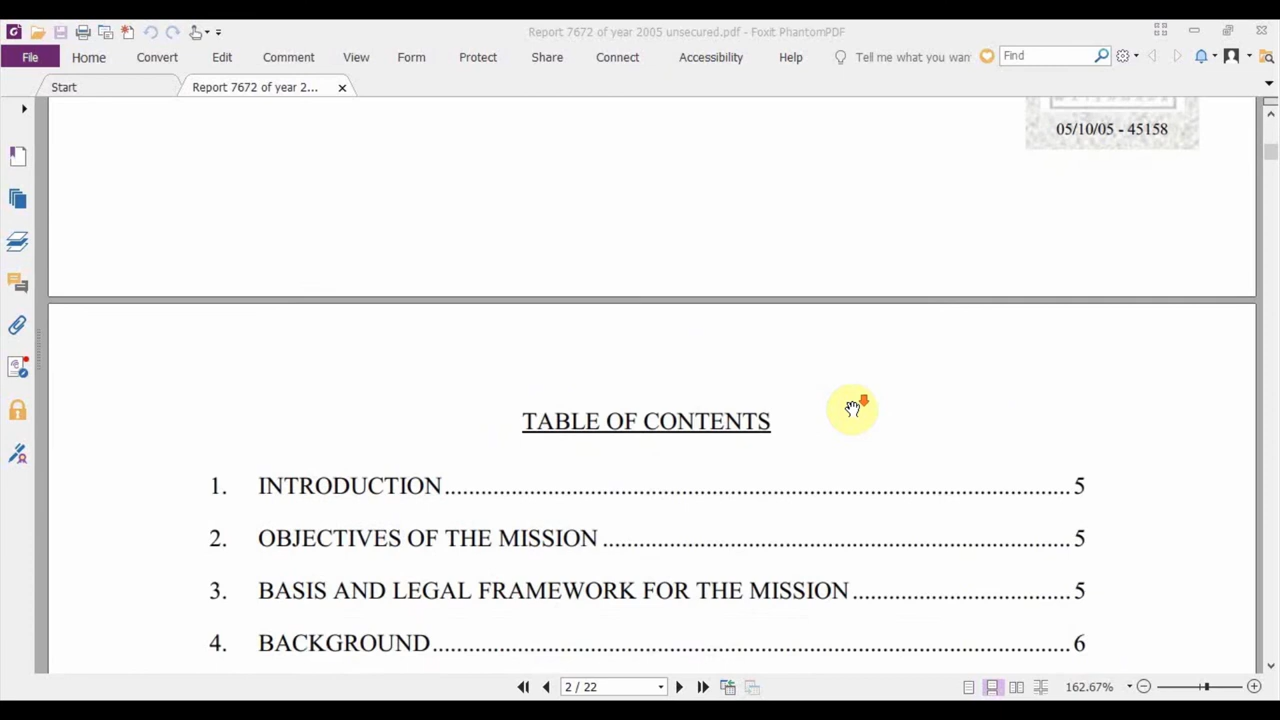 Report 7672 of year 2005 unsecured.pdf - Foxit PhantomPDF
File Home Convert Edit Comment View Form Protect Share Connect Accessibility Help Tell me what you want Find
Start Report 7672 of year 2...
05/10/05 - 45158
TABLE OF CONTENTS
1. INTRODUCTION 5
2. OBJECTIVES OF THE MISSION 5
3. BASIS AND LEGAL FRAMEWORK FOR THE MISSION 5
4. BACKGROUND 6
2 / 22 162.67%